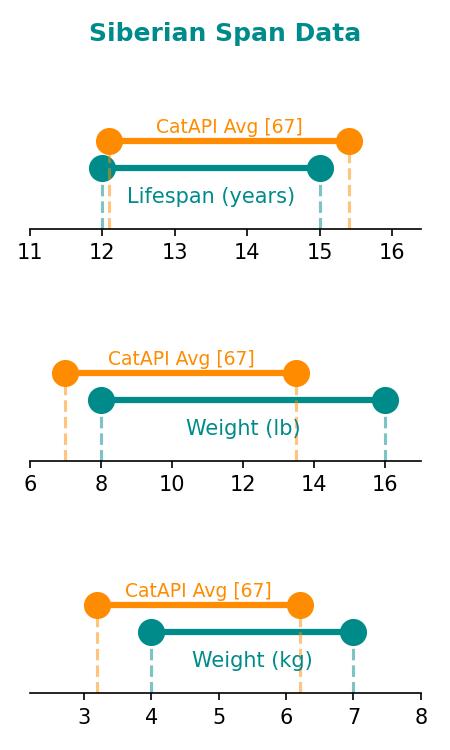 Siberian Span Data
CatAPI Avg [67]
Lifespan (years)
11 12 13 14 15 16
CatAPI Avg [67]
Weight (lb)
6 8 10 12 14 16
CatAPI Avg [67]
Weight (kg)
3 4 5 6 7 8